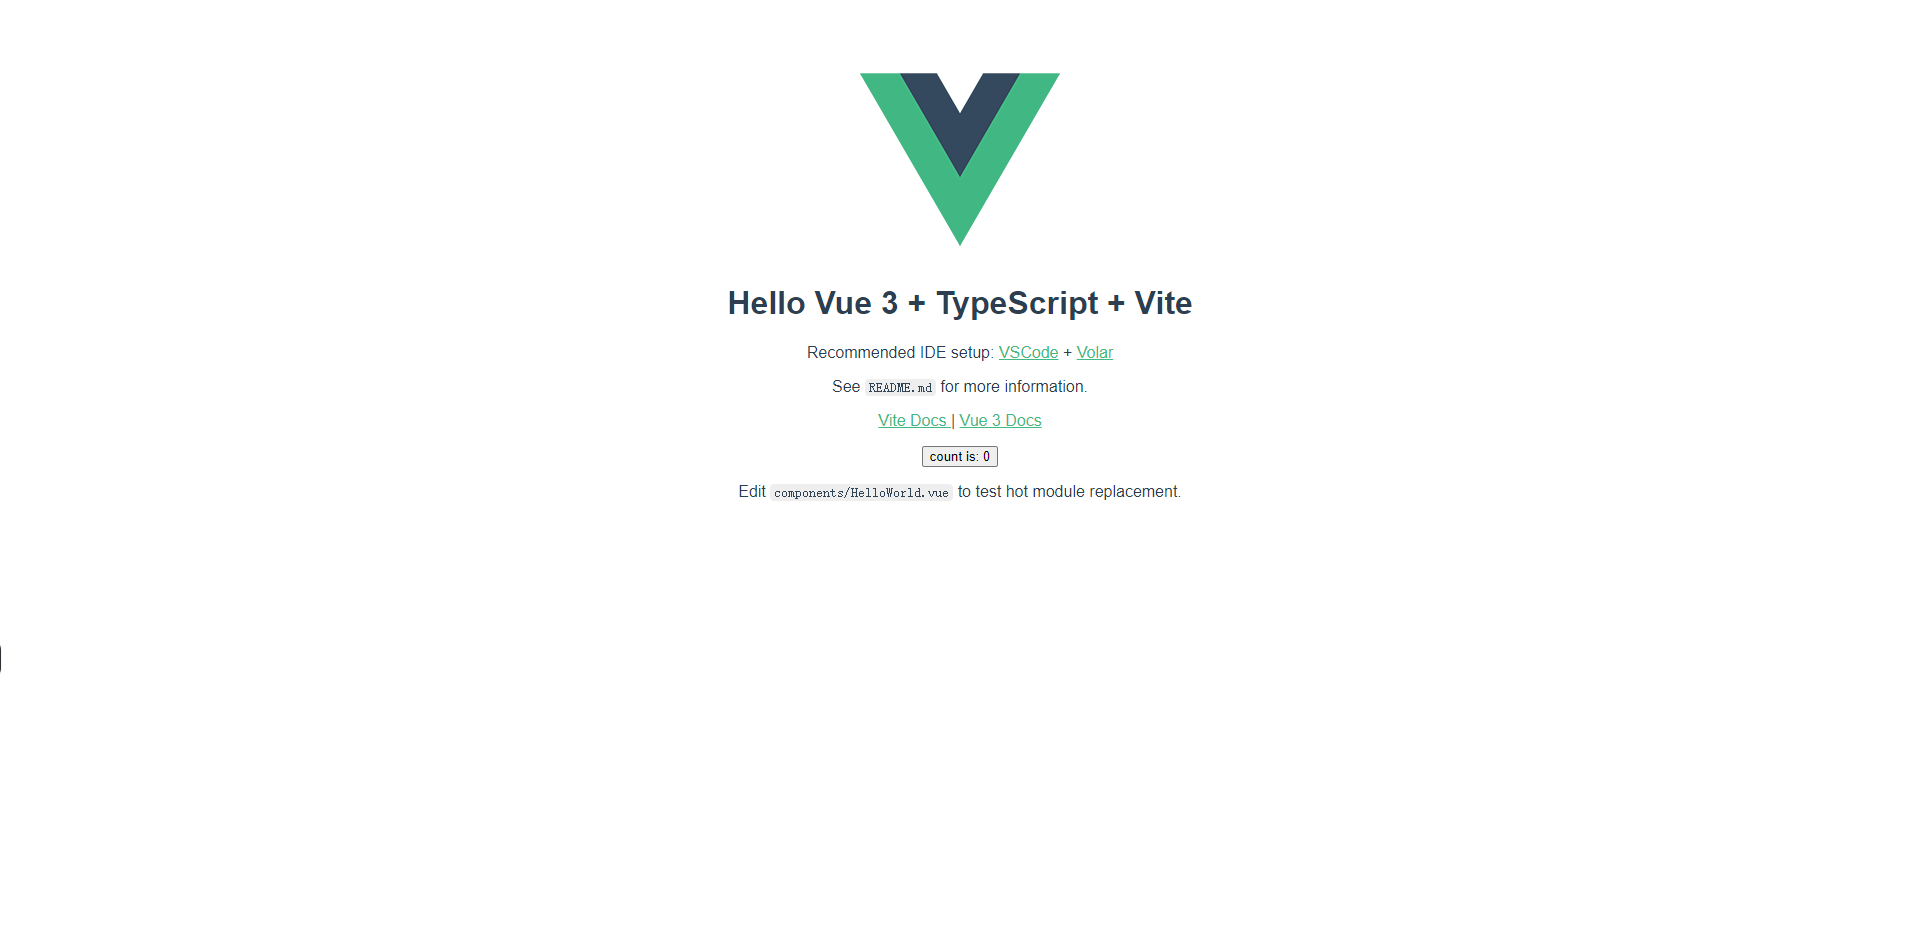 Hello Vue 3 + TypeScript + Vite
Recommended IDE setup: VSCode + Volar
See README.md for more information.
Vite Docs | Vue 3 Docs
count is: 0
Edit components/HelloWorld.vue to test hot module replacement.